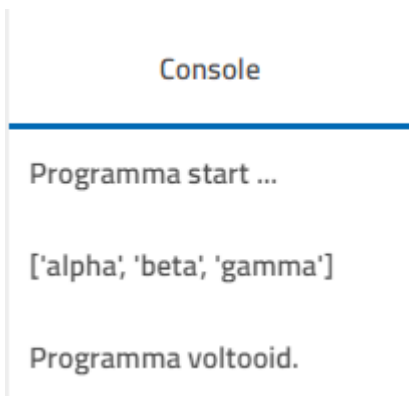 Console
Programma start ...
['alpha', 'beta', 'gamma']
Programma voltooid.